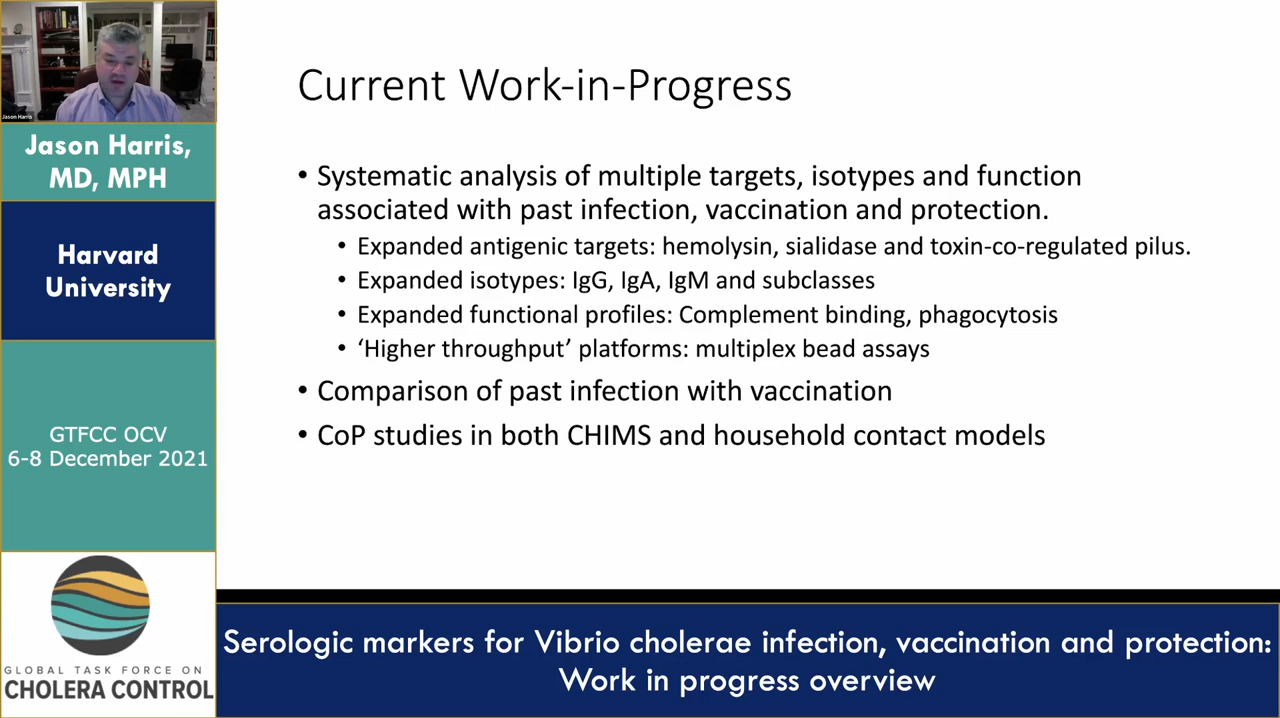 Jason Harris
Jason Harris,
MD, MPH
Harvard
University
GTFCC OCV
6-8 December 2021
GLOBAL TASK FORCE ON
CHOLERA CONTROL
Current Work-in-Progress
• Systematic analysis of multiple targets, isotypes and function
associated with past infection, vaccination and protection.
• Expanded antigenic targets: hemolysin, sialidase and toxin-co-regulated pilus.
• Expanded isotypes: IgG, IgA, IgM and subclasses
• Expanded functional profiles: Complement binding, phagocytosis
• ‘Higher throughput’ platforms: multiplex bead assays
• Comparison of past infection with vaccination
• CoP studies in both CHIMS and household contact models
Serologic markers for Vibrio cholerae infection, vaccination and protection:
Work in progress overview